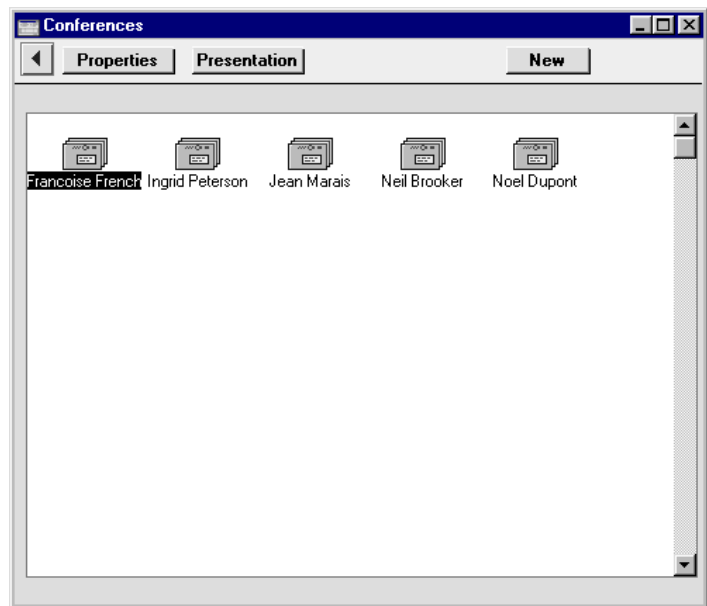 Conferences
Properties Presentation New
Francoise French Ingrid Peterson Jean Marais Neil Brooker Noel Dupont